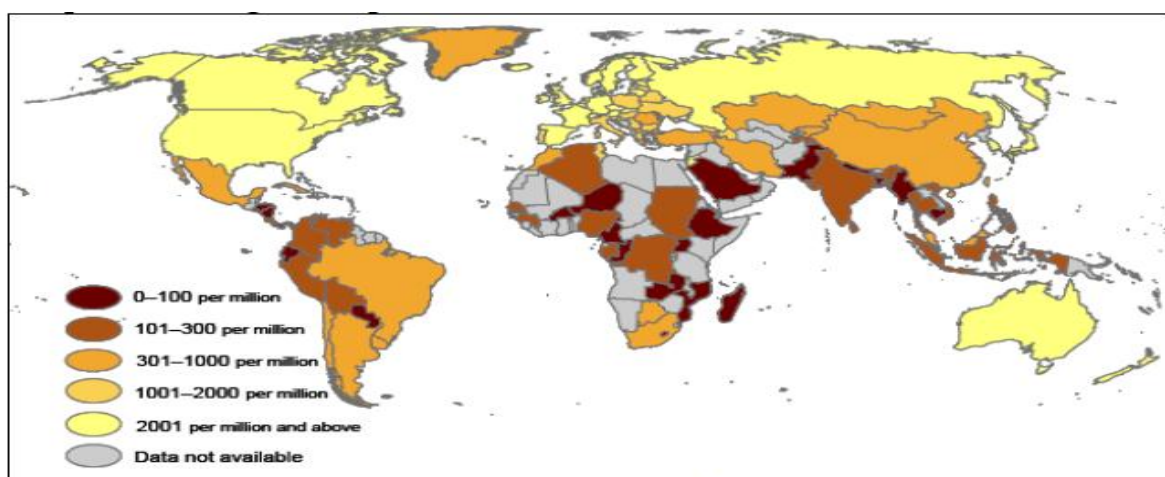 0–100 per million
101–300 per million
301–1000 per million
1001–2000 per million
2001 per million and above
Data not available